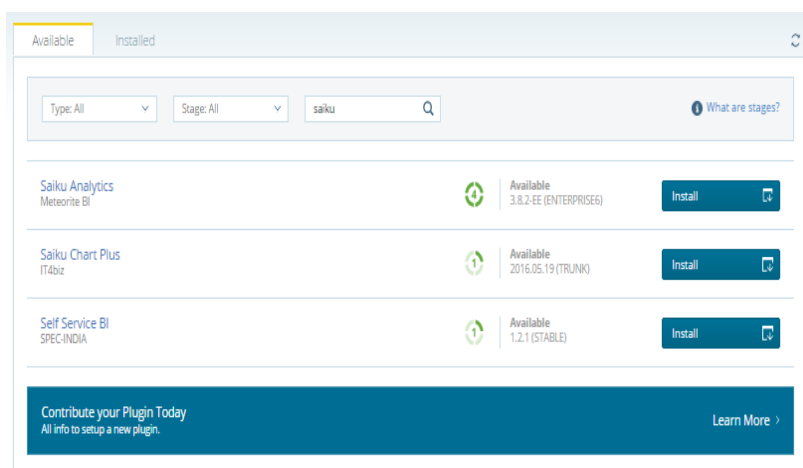 Available Installed
Type: All Stage: All saiku What are stages?
Saiku Analytics
Meteorite BI
4
Available
3.8.2-EE (ENTERPRISE6)
Install
Saiku Chart Plus
IT4biz
1
Available
2016.05.19 (TRUNK)
Install
Self Service BI
SPEC-INDIA
1
Available
1.2.1 (STABLE)
Install
Contribute your Plugin Today
All info to setup a new plugin.
Learn More